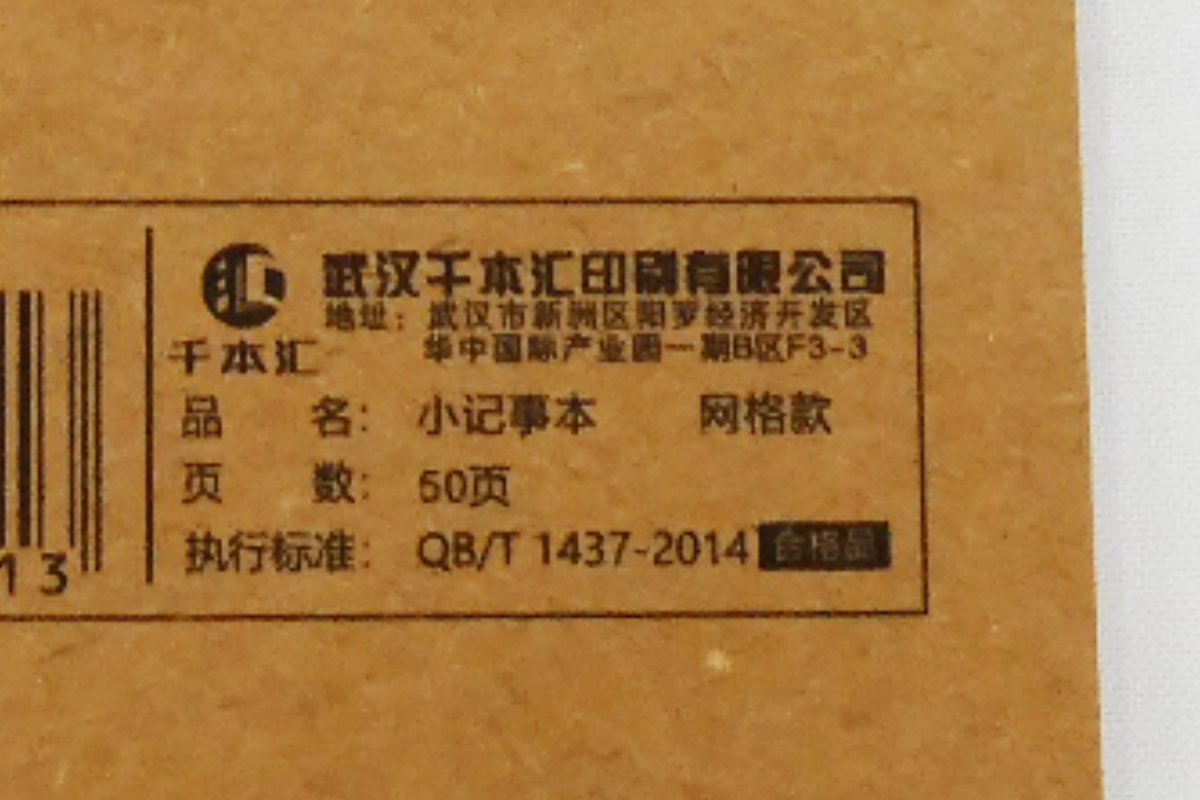 武汉千本汇印刷有限公司
地址：武汉市新洲区阳罗经济开发区
华中国际产业园一期B区F3-3
千本汇
品 名： 小记事本 网格款
页 数： 50页
执行标准： QB/T 1437-2014 合格品
13